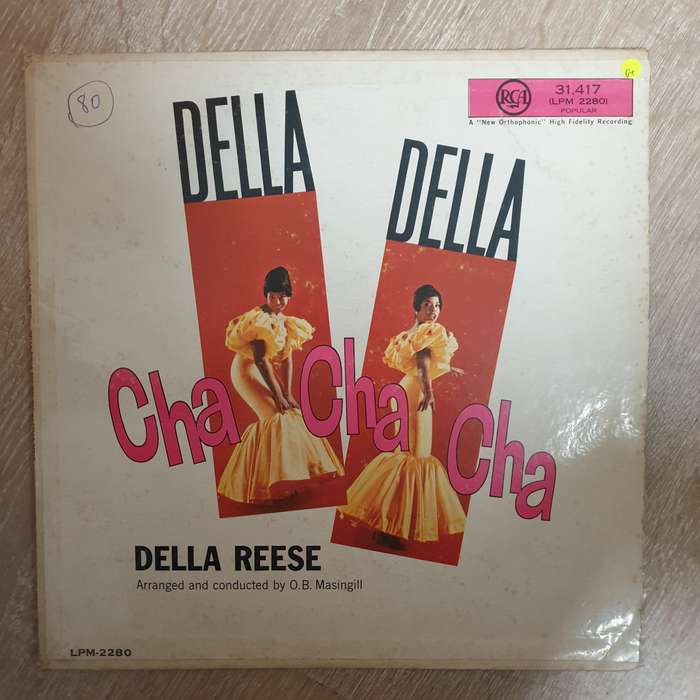 80
G+
RCA
31,417
(LPM 2280)
POPULAR
A "New Orthophonic" High Fidelity Recording
DELLA
DELLA
Cha Cha Cha
DELLA REESE
Arranged and conducted by O.B. Masingill
LPM-2280